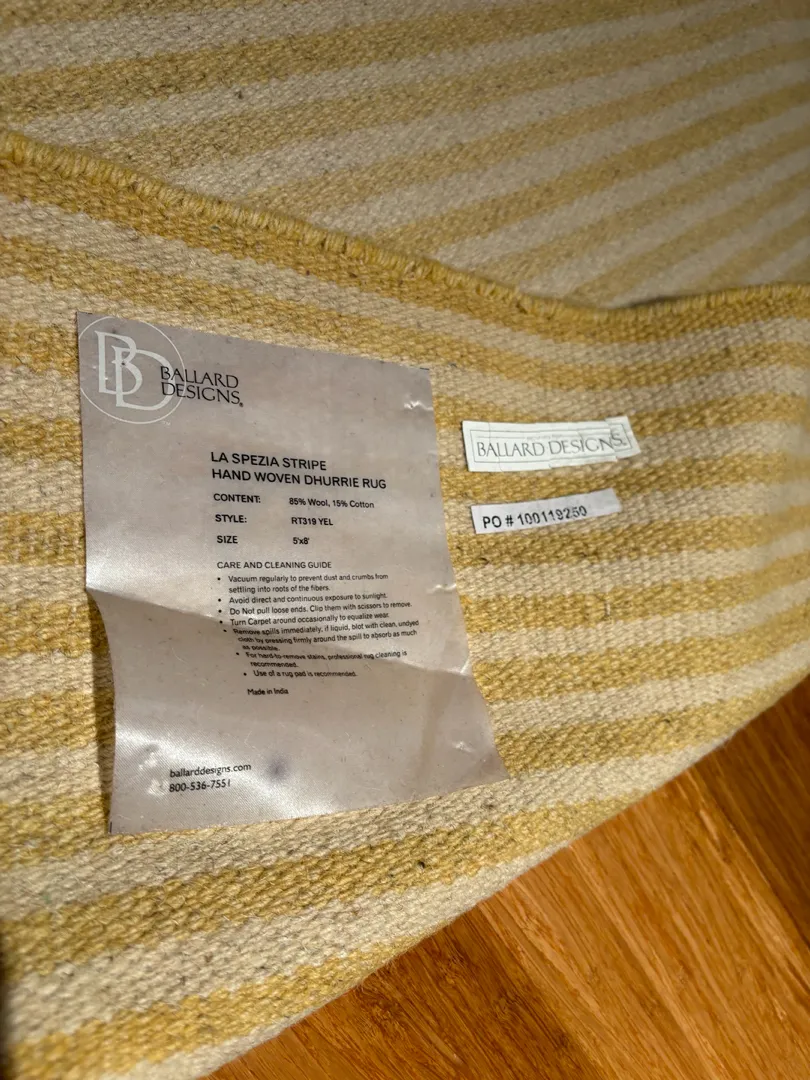 BD
BALLARD
DESIGNS®
LA SPEZIA STRIPE
HAND WOVEN DHURRIE RUG
CONTENT: 85% Wool, 15% Cotton
STYLE: RT319 YEL
SIZE 5'x8'
CARE AND CLEANING GUIDE
• Vacuum regularly to prevent dust and crumbs from
settling into roots of the fibers.
• Avoid direct and continuous exposure to sunlight.
• Do Not pull loose ends. Clip them with scissors to remove.
• Turn Carpet around occasionally to equalize wear.
• Remove spills immediately, if liquid, blot with clean, undyed
cloth by pressing firmly around the spill to absorb as much
as possible.
• For hard-to-remove stains, professional rug cleaning is
recommended.
• Use of a rug pad is recommended.
Made in India
ballarddesigns.com
800-536-7551
BALLARD DESIGNS.
PO # 100119250